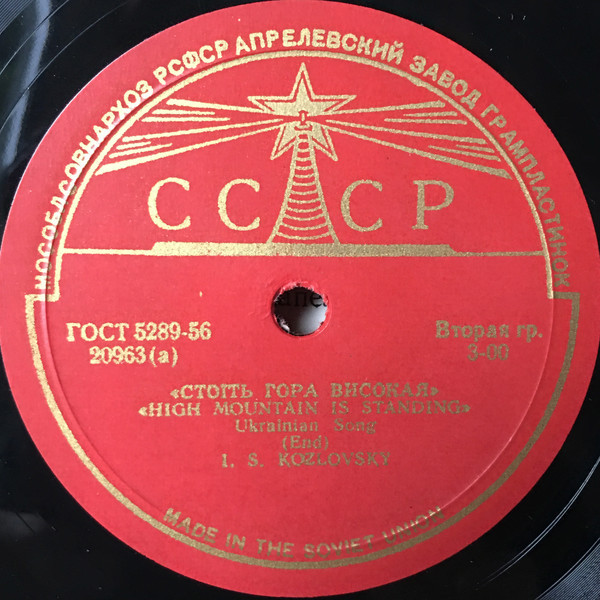 МОСОБЛСОВНАРХОЗ РСФСР АПРЕЛЕВСКИЙ ЗАВОД ГРАМПЛАСТИНОК
СССР
ГОСТ 5289-56
20963 (а)
Вторая гр.
3-00
«СТОÏТЬ ГОРА ВИСОКАЯ»
«HIGH MOUNTAIN IS STANDING»
Ukrainian Song
(End)
I. S. KOZLOVSKY
MADE IN THE SOVIET UNION